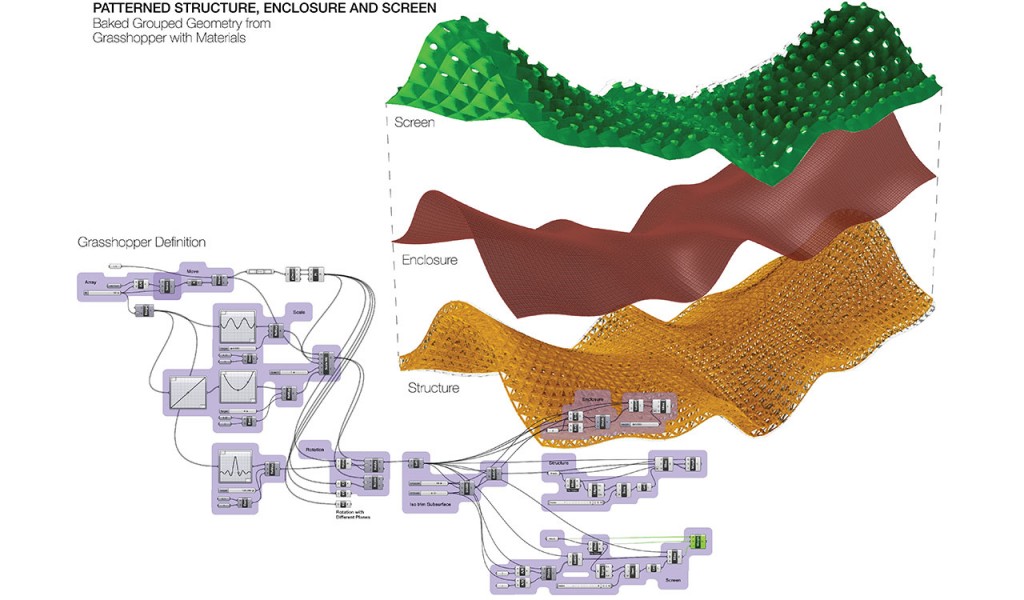 PATTERNED STRUCTURE, ENCLOSURE AND SCREEN
Baked Grouped Geometry from
Grasshopper with Materials
Screen
Enclosure
Structure
Grasshopper Definition
Array
Move
Scale
Rotation
Rotation with
Different Planes
Iso trim Subsurface
Enclosure
Structure
Screen